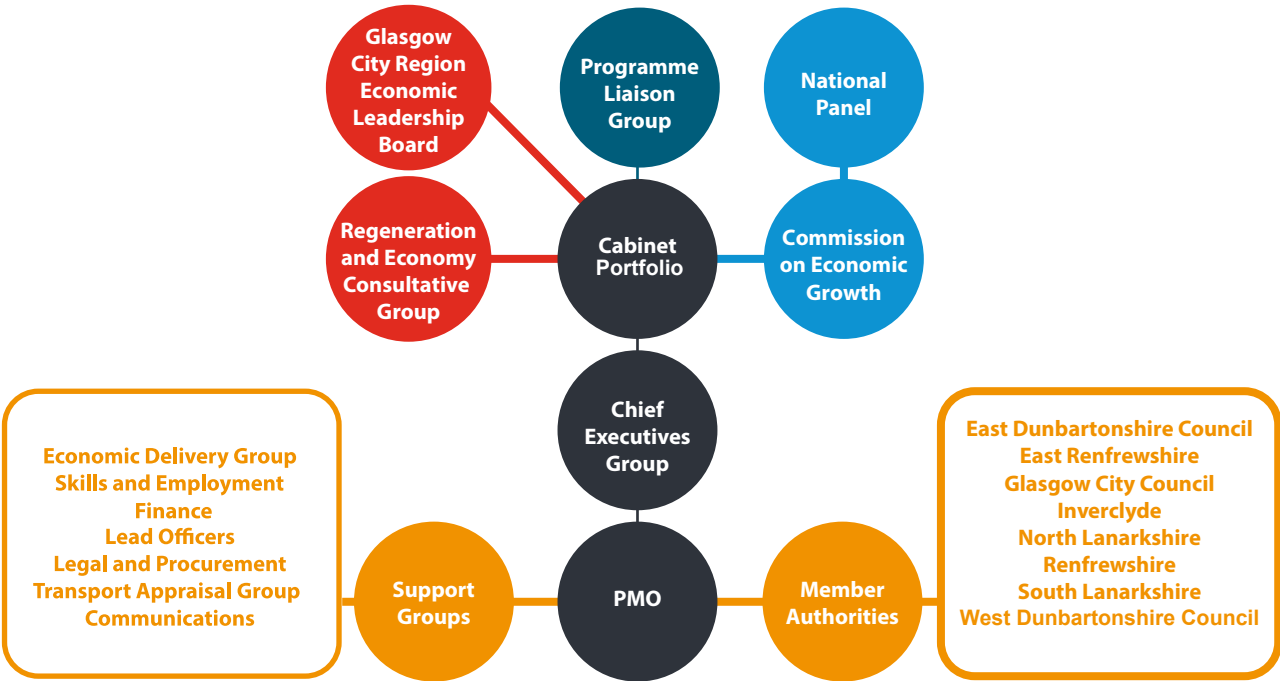 Glasgow
City Region
Economic
Leadership
Board
Programme
Liaison
Group
National
Panel
Regeneration
and Economy
Consultative
Group
Cabinet
Portfolio
Commission
on Economic
Growth
Chief
Executives
Group
Economic Delivery Group
Skills and Employment
Finance
Lead Officers
Legal and Procurement
Transport Appraisal Group
Communications
Support
Groups
PMO
Member
Authorities
East Dunbartonshire Council
East Renfrewshire
Glasgow City Council
Inverclyde
North Lanarkshire
Renfrewshire
South Lanarkshire
West Dunbartonshire Council